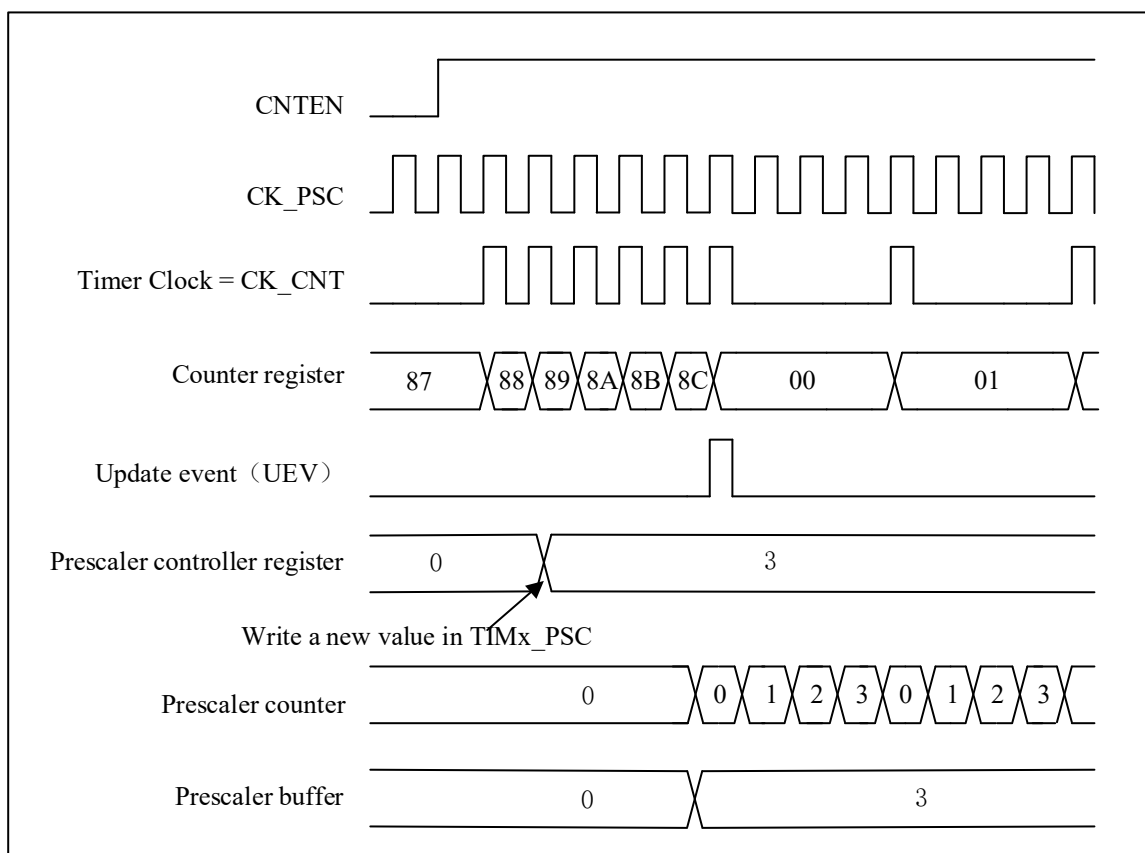 CNTEN
CK_PSC
Timer Clock = CK_CNT
Counter register
87 88 89 8A 8B 8C 00 01
Update event（UEV）
Prescaler controller register
0 3
Write a new value in TIMx_PSC
Prescaler counter
0 0 1 2 3 0 1 2 3
Prescaler buffer
0 3